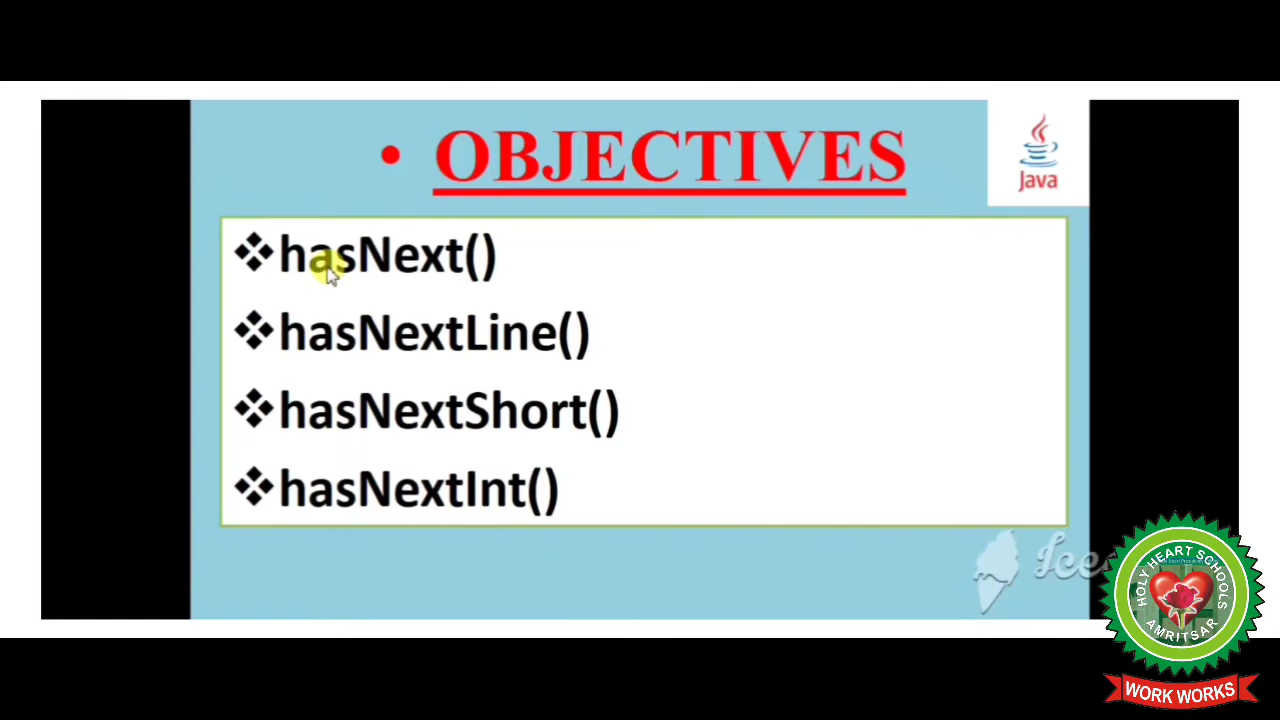 • OBJECTIVES
Java
❖hasNext()
❖hasNextLine()
❖hasNextShort()
❖hasNextInt()
HOLY HEART SCHOOLS
AMRITSAR
WORK WORKS